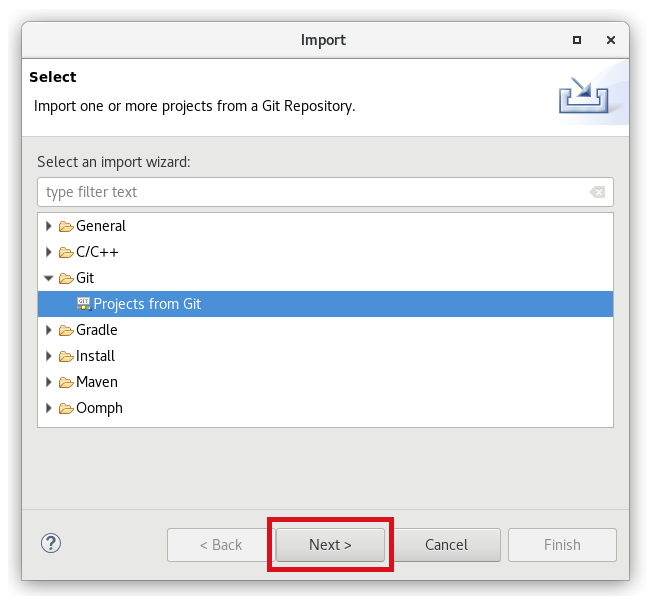 Import
Select
Import one or more projects from a Git Repository.
Select an import wizard:
type filter text
General
C/C++
Git
GIT Projects from Git
Gradle
Install
Maven
Oomph
? < Back Next > Cancel Finish